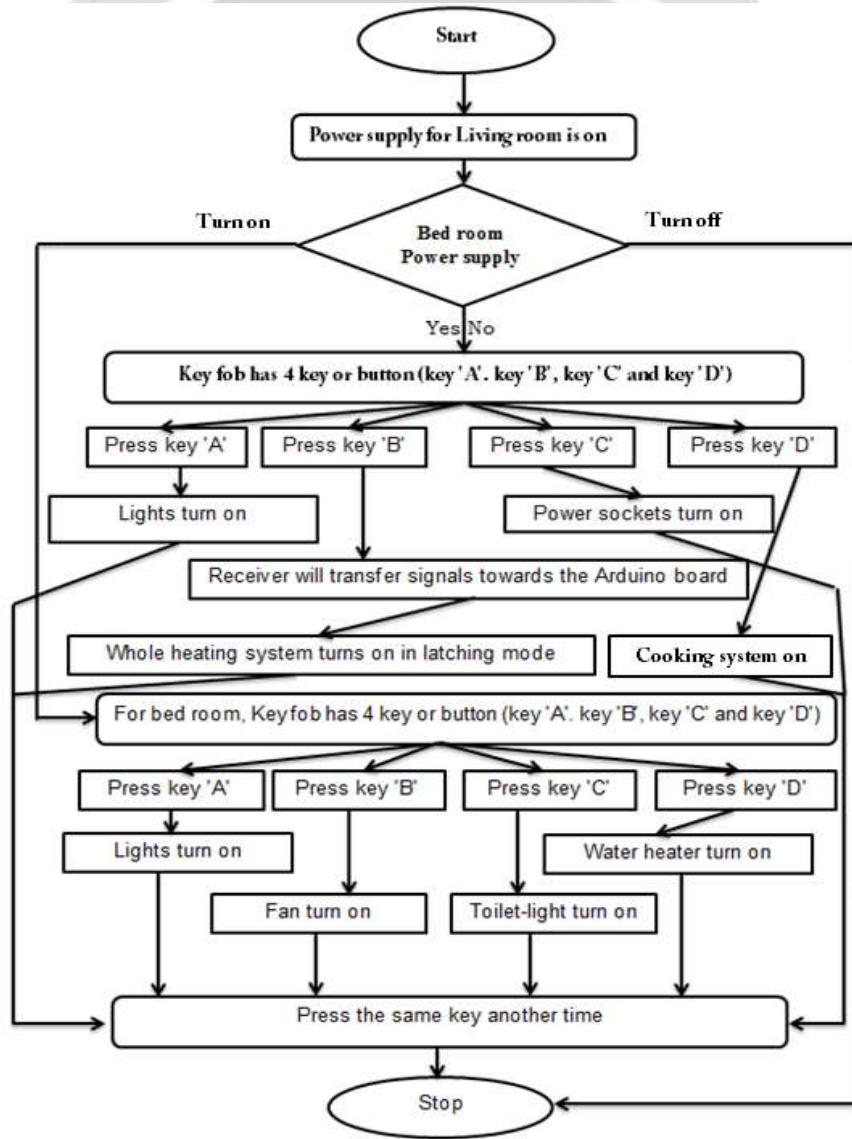 Start
Power supply for Living room is on
Turn on
Turn off
Bed room
Power supply
Yes No
Key fob has 4 key or button (key 'A'. key 'B', key 'C' and key 'D')
Press key 'A'
Press key 'B'
Press key 'C'
Press key 'D'
Lights turn on
Power sockets turn on
Receiver will transfer signals towards the Arduino board
Whole heating system turns on in latching mode
Cooking system on
For bed room, Key fob has 4 key or button (key 'A'. key 'B', key 'C' and key 'D')
Press key 'A'
Press key 'B'
Press key 'C'
Press key 'D'
Lights turn on
Water heater turn on
Fan turn on
Toilet-light turn on
Press the same key another time
Stop